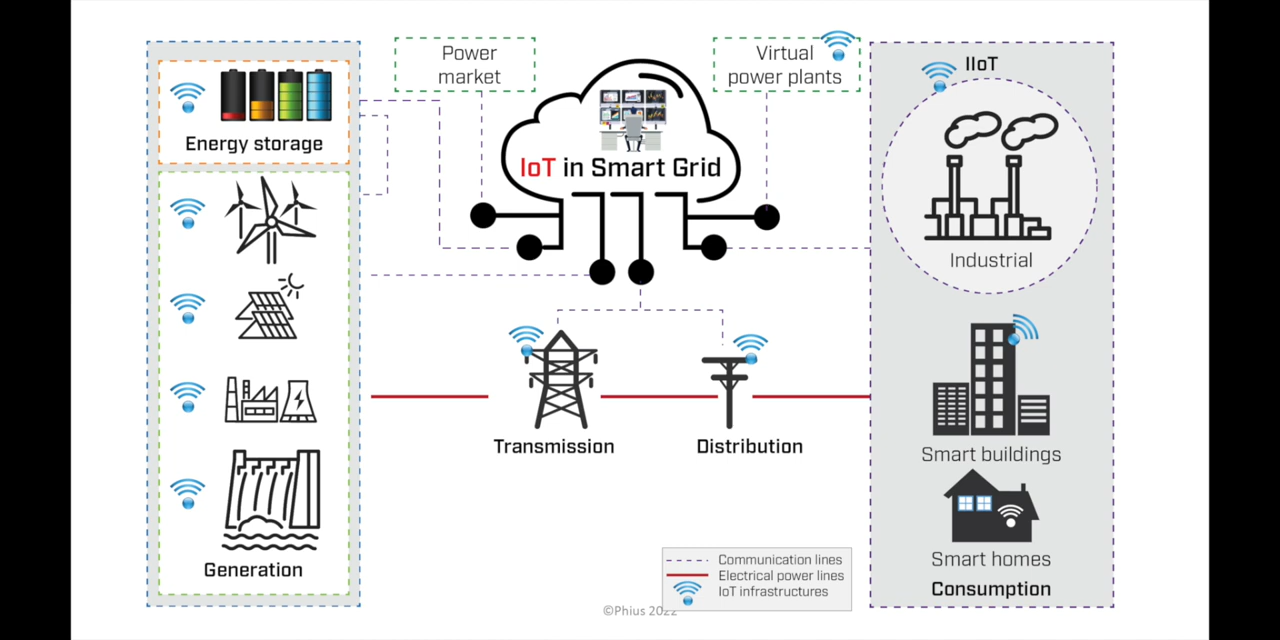 Power
market
Virtual
power plants
IIoT
Energy storage
IoT in Smart Grid
Industrial
Transmission
Distribution
Smart buildings
Generation
Smart homes
Consumption
Communication lines
Electrical power lines
IoT infrastructures
©Phius 2022